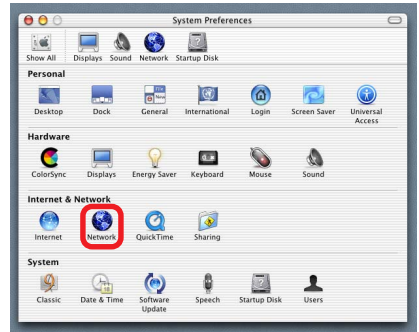 System Preferences
Show All Displays Sound Network Startup Disk
Personal
Desktop Dock General International Login Screen Saver Universal
Access
Hardware
ColorSync Displays Energy Saver Keyboard Mouse Sound
Internet & Network
Internet Network QuickTime Sharing
System
Classic Date & Time Software Speech Startup Disk Users
Update